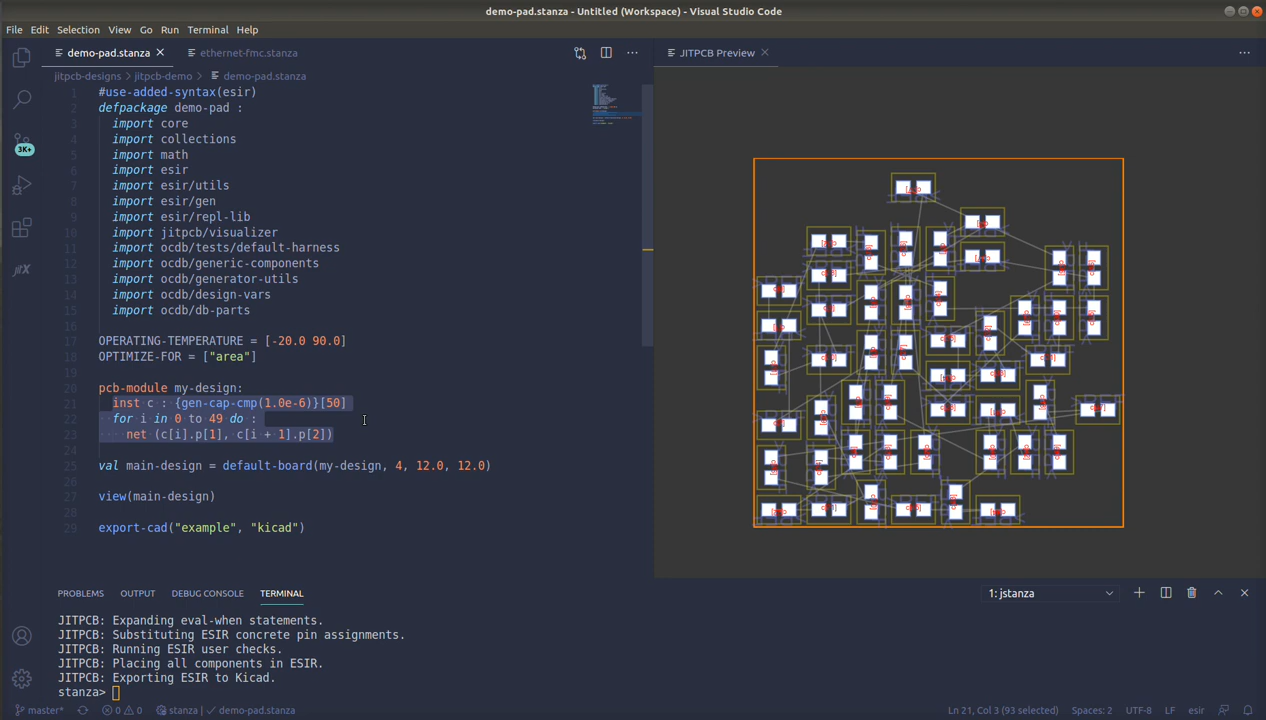 demo-pad.stanza - Untitled (Workspace) - Visual Studio Code
File Edit Selection View Go Run Terminal Help
demo-pad.stanza ethernet-fmc.stanza
JITPCB Preview
jitpcb-designs > jitpcb-demo > demo-pad.stanza
3K+
JITX
1 #use-added-syntax(esir)
2 defpackage demo-pad :
3 import core
4 import collections
5 import math
6 import esir
7 import esir/utils
8 import esir/gen
9 import esir/repl-lib
10 import jitpcb/visualizer
11 import ocdb/tests/default-harness
12 import ocdb/generic-components
13 import ocdb/generator-utils
14 import ocdb/design-vars
15 import ocdb/db-parts
16
17 OPERATING-TEMPERATURE = [-20.0 90.0]
18 OPTIMIZE-FOR = ["area"]
19
20 pcb-module my-design:
21 inst c : {gen-cap-cmp(1.0e-6)}[50]
22 for i in 0 to 49 do :
23 net (c[i].p[1], c[i + 1].p[2])
24
25 val main-design = default-board(my-design, 4, 12.0, 12.0)
26
27 view(main-design)
28
29 export-cad("example", "kicad")
PROBLEMS OUTPUT DEBUG CONSOLE TERMINAL
1: jstanza
JITPCB: Expanding eval-when statements.
JITPCB: Substituting ESIR concrete pin assignments.
JITPCB: Running ESIR user checks.
JITPCB: Placing all components in ESIR.
JITPCB: Exporting ESIR to Kicad.
stanza>
master* 0 0 stanza | demo-pad.stanza
Ln 21, Col 3 (93 selected) Spaces: 2 UTF-8 LF esir